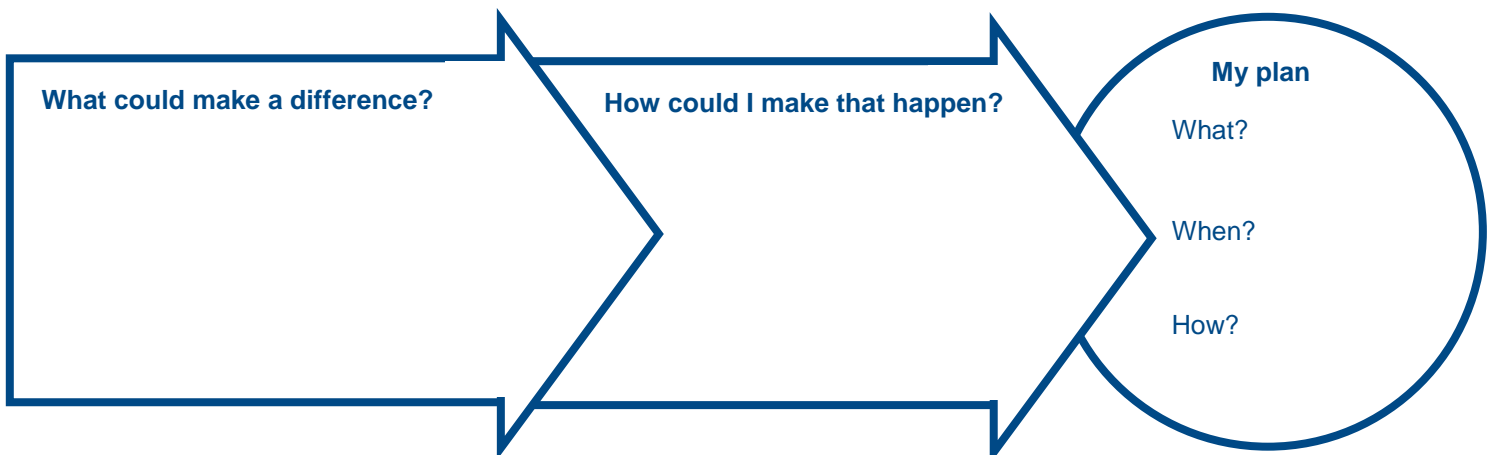 What could make a difference?
How could I make that happen?
My plan
What?
When?
How?